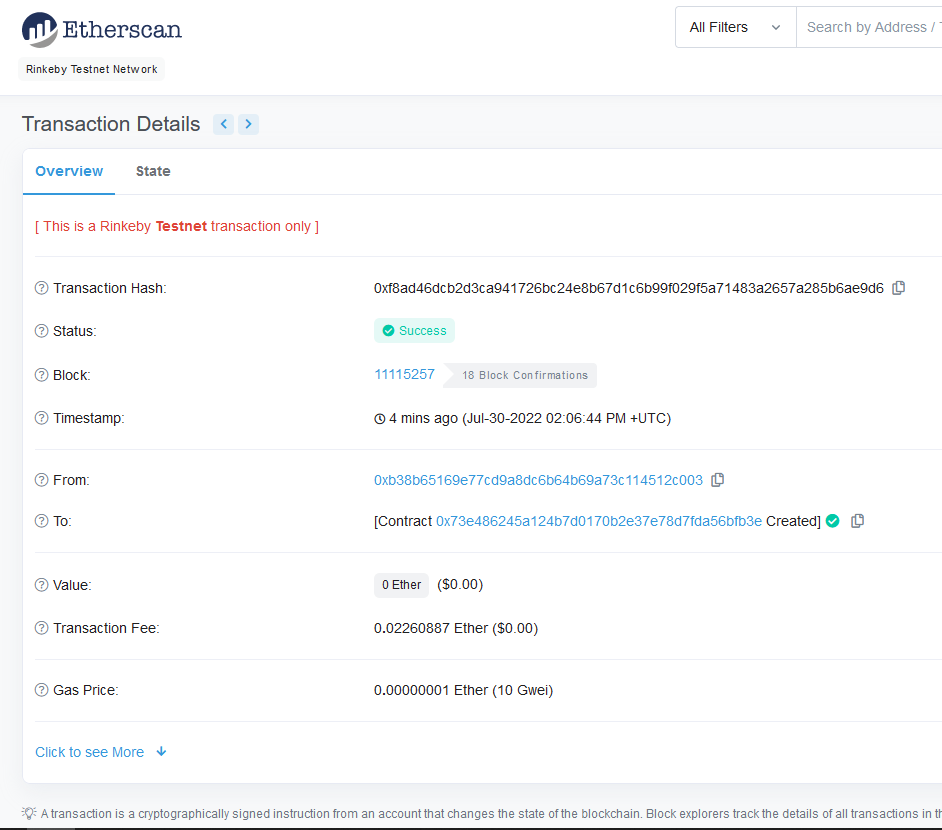 Etherscan
All Filters
Search by Address /
Rinkeby Testnet Network
Transaction Details
Overview State
[ This is a Rinkeby Testnet transaction only ]
Transaction Hash: 0xf8ad46dcb2d3ca941726bc24e8b67d1c6b99f029f5a71483a2657a285b6ae9d6
Status: Success
Block: 11115257 18 Block Confirmations
Timestamp: 4 mins ago (Jul-30-2022 02:06:44 PM +UTC)
From: 0xb38b65169e77cd9a8dc6b64b69a73c114512c003
To: [Contract 0x73e486245a124b7d0170b2e37e78d7fda56bfb3e Created]
Value: 0 Ether ($0.00)
Transaction Fee: 0.02260887 Ether ($0.00)
Gas Price: 0.00000001 Ether (10 Gwei)
Click to see More
A transaction is a cryptographically signed instruction from an account that changes the state of the blockchain. Block explorers track the details of all transactions in